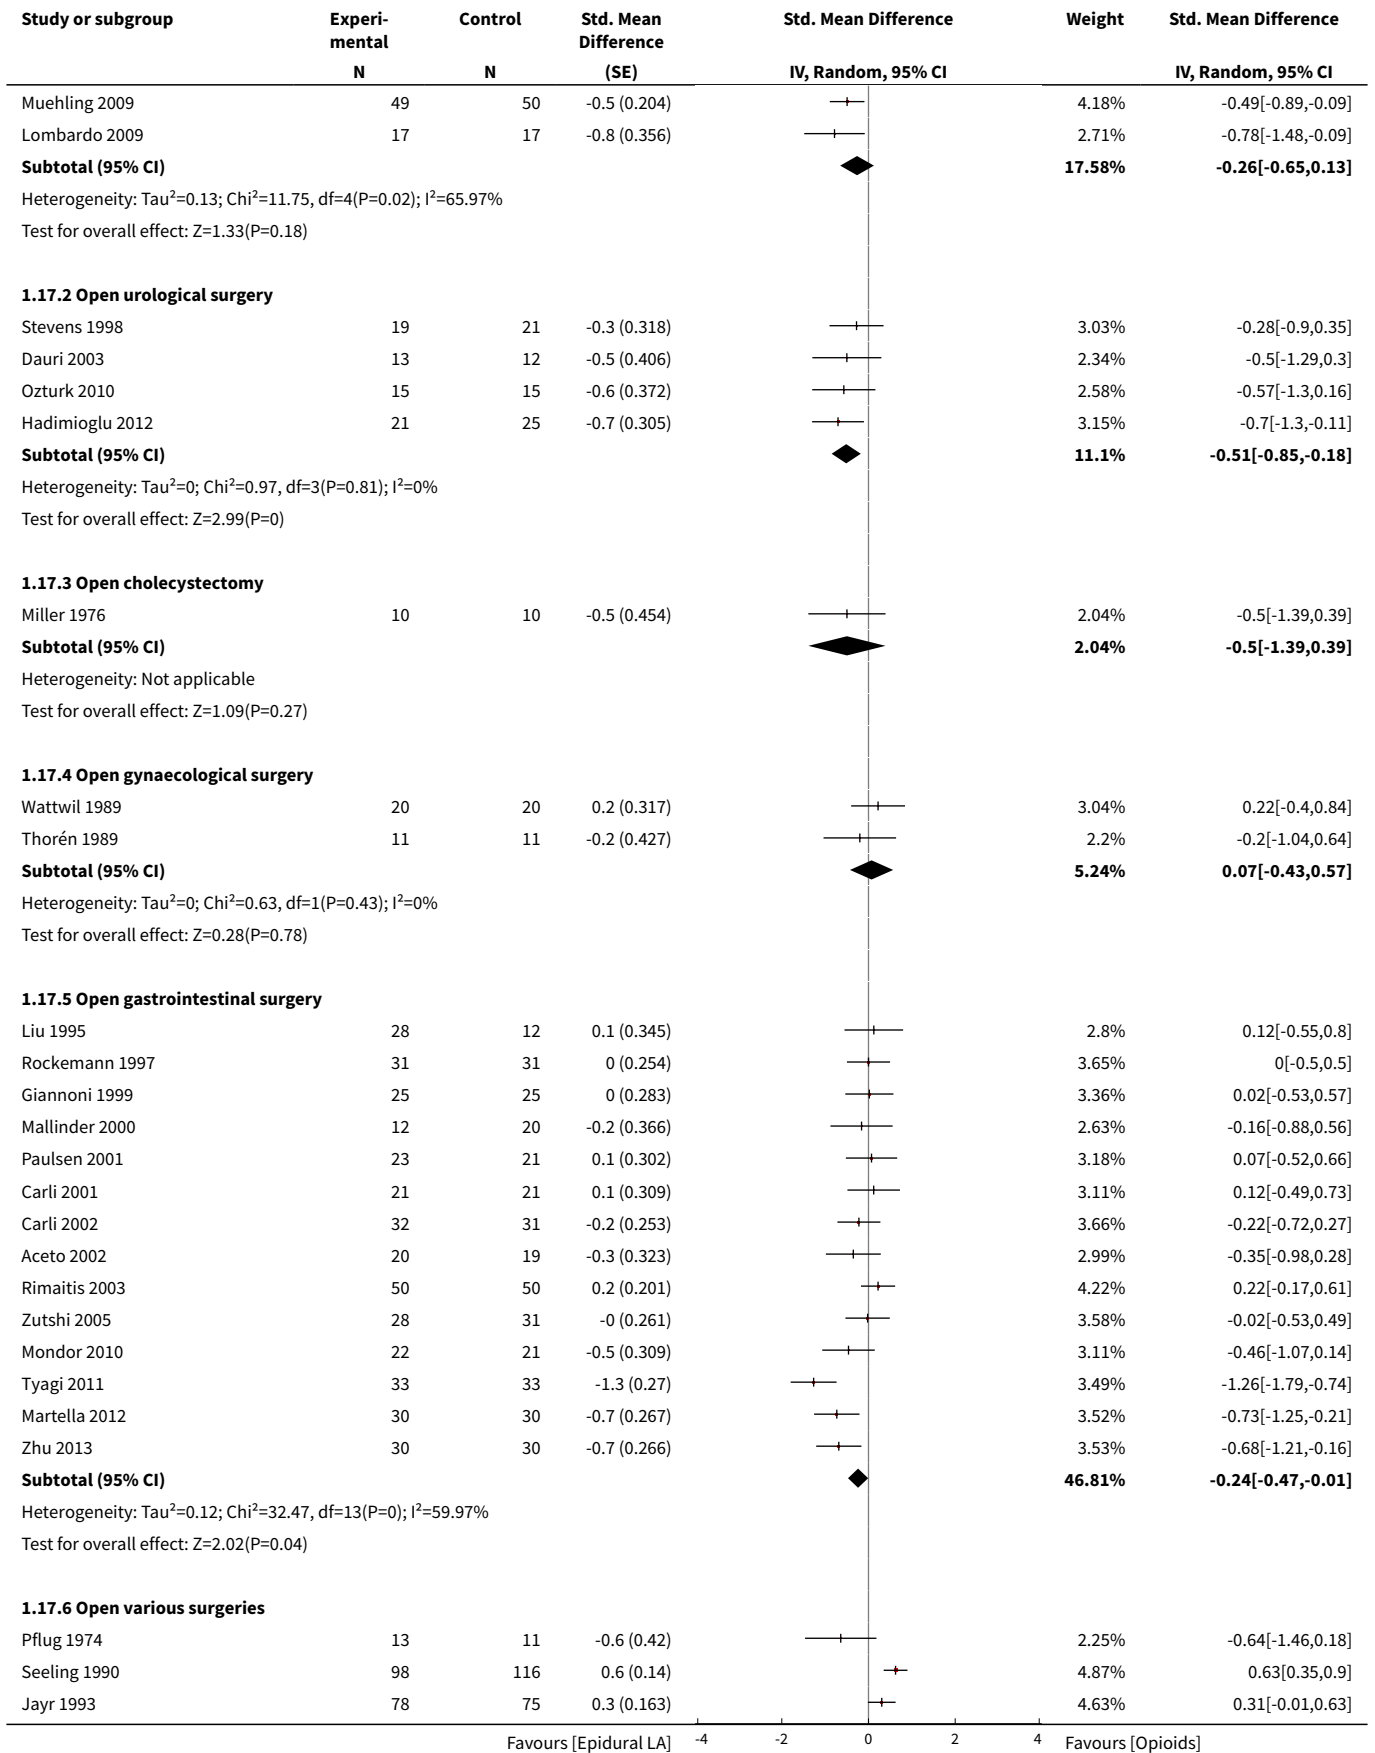 Study or subgroup Experi- Control Std. Mean Std. Mean Difference Weight Std. Mean Difference
mental Difference
N N (SE) IV, Random, 95% CI IV, Random, 95% CI
Muehling 2009 49 50 -0.5 (0.204) 4.18% -0.49[-0.89,-0.09]
Lombardo 2009 17 17 -0.8 (0.356) 2.71% -0.78[-1.48,-0.09]
Subtotal (95% CI) 17.58% -0.26[-0.65,0.13]
Heterogeneity: Tau²=0.13; Chi²=11.75, df=4(P=0.02); I²=65.97%
Test for overall effect: Z=1.33(P=0.18)
1.17.2 Open urological surgery
Stevens 1998 19 21 -0.3 (0.318) 3.03% -0.28[-0.9,0.35]
Dauri 2003 13 12 -0.5 (0.406) 2.34% -0.5[-1.29,0.3]
Ozturk 2010 15 15 -0.6 (0.372) 2.58% -0.57[-1.3,0.16]
Hadimioglu 2012 21 25 -0.7 (0.305) 3.15% -0.7[-1.3,-0.11]
Subtotal (95% CI) 11.1% -0.51[-0.85,-0.18]
Heterogeneity: Tau²=0; Chi²=0.97, df=3(P=0.81); I²=0%
Test for overall effect: Z=2.99(P=0)
1.17.3 Open cholecystectomy
Miller 1976 10 10 -0.5 (0.454) 2.04% -0.5[-1.39,0.39]
Subtotal (95% CI) 2.04% -0.5[-1.39,0.39]
Heterogeneity: Not applicable
Test for overall effect: Z=1.09(P=0.27)
1.17.4 Open gynaecological surgery
Wattwil 1989 20 20 0.2 (0.317) 3.04% 0.22[-0.4,0.84]
Thorén 1989 11 11 -0.2 (0.427) 2.2% -0.2[-1.04,0.64]
Subtotal (95% CI) 5.24% 0.07[-0.43,0.57]
Heterogeneity: Tau²=0; Chi²=0.63, df=1(P=0.43); I²=0%
Test for overall effect: Z=0.28(P=0.78)
1.17.5 Open gastrointestinal surgery
Liu 1995 28 12 0.1 (0.345) 2.8% 0.12[-0.55,0.8]
Rockemann 1997 31 31 0 (0.254) 3.65% 0[-0.5,0.5]
Giannoni 1999 25 25 0 (0.283) 3.36% 0.02[-0.53,0.57]
Mallinder 2000 12 20 -0.2 (0.366) 2.63% -0.16[-0.88,0.56]
Paulsen 2001 23 21 0.1 (0.302) 3.18% 0.07[-0.52,0.66]
Carli 2001 21 21 0.1 (0.309) 3.11% 0.12[-0.49,0.73]
Carli 2002 32 31 -0.2 (0.253) 3.66% -0.22[-0.72,0.27]
Aceto 2002 20 19 -0.3 (0.323) 2.99% -0.35[-0.98,0.28]
Rimaitis 2003 50 50 0.2 (0.201) 4.22% 0.22[-0.17,0.61]
Zutshi 2005 28 31 -0 (0.261) 3.58% -0.02[-0.53,0.49]
Mondor 2010 22 21 -0.5 (0.309) 3.11% -0.46[-1.07,0.14]
Tyagi 2011 33 33 -1.3 (0.27) 3.49% -1.26[-1.79,-0.74]
Martella 2012 30 30 -0.7 (0.267) 3.52% -0.73[-1.25,-0.21]
Zhu 2013 30 30 -0.7 (0.266) 3.53% -0.68[-1.21,-0.16]
Subtotal (95% CI) 46.81% -0.24[-0.47,-0.01]
Heterogeneity: Tau²=0.12; Chi²=32.47, df=13(P=0); I²=59.97%
Test for overall effect: Z=2.02(P=0.04)
1.17.6 Open various surgeries
Pflug 1974 13 11 -0.6 (0.42) 2.25% -0.64[-1.46,0.18]
Seeling 1990 98 116 0.6 (0.14) 4.87% 0.63[0.35,0.9]
Jayr 1993 78 75 0.3 (0.163) 4.63% 0.31[-0.01,0.63]
Favours [Epidural LA] -4 -2 0 2 4 Favours [Opioids]